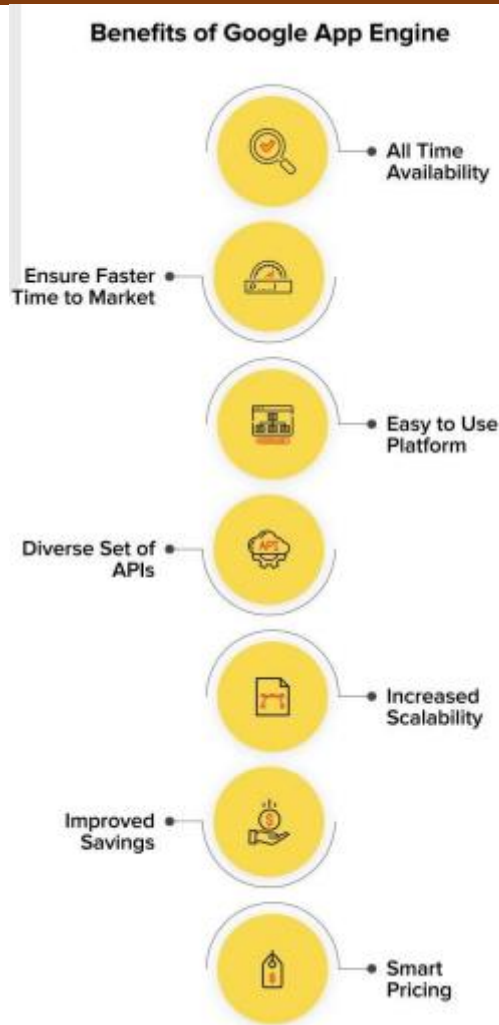 Benefits of Google App Engine
All Time
Availability
Ensure Faster
Time to Market
Easy to Use
Platform
Diverse Set of
APIs
API
Increased
Scalability
Improved
Savings
$
Smart
Pricing
$